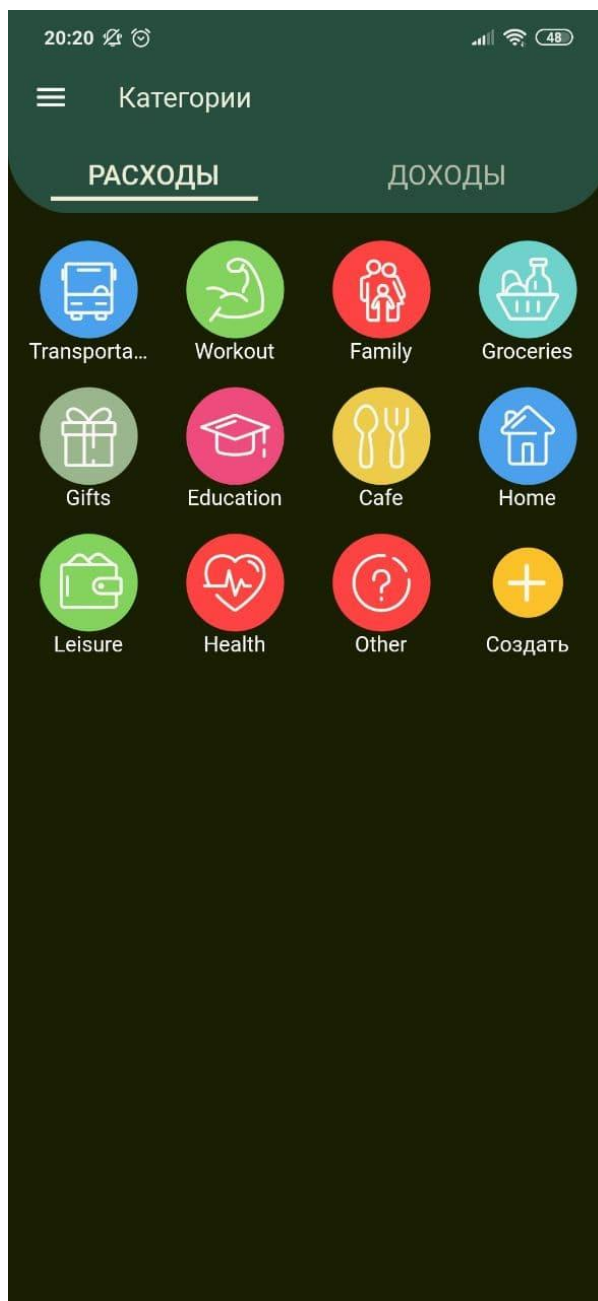 20:20 48
Категории
РАСХОДЫ ДОХОДЫ
Transporta... Workout Family Groceries
Gifts Education Cafe Home
Leisure Health Other Создать